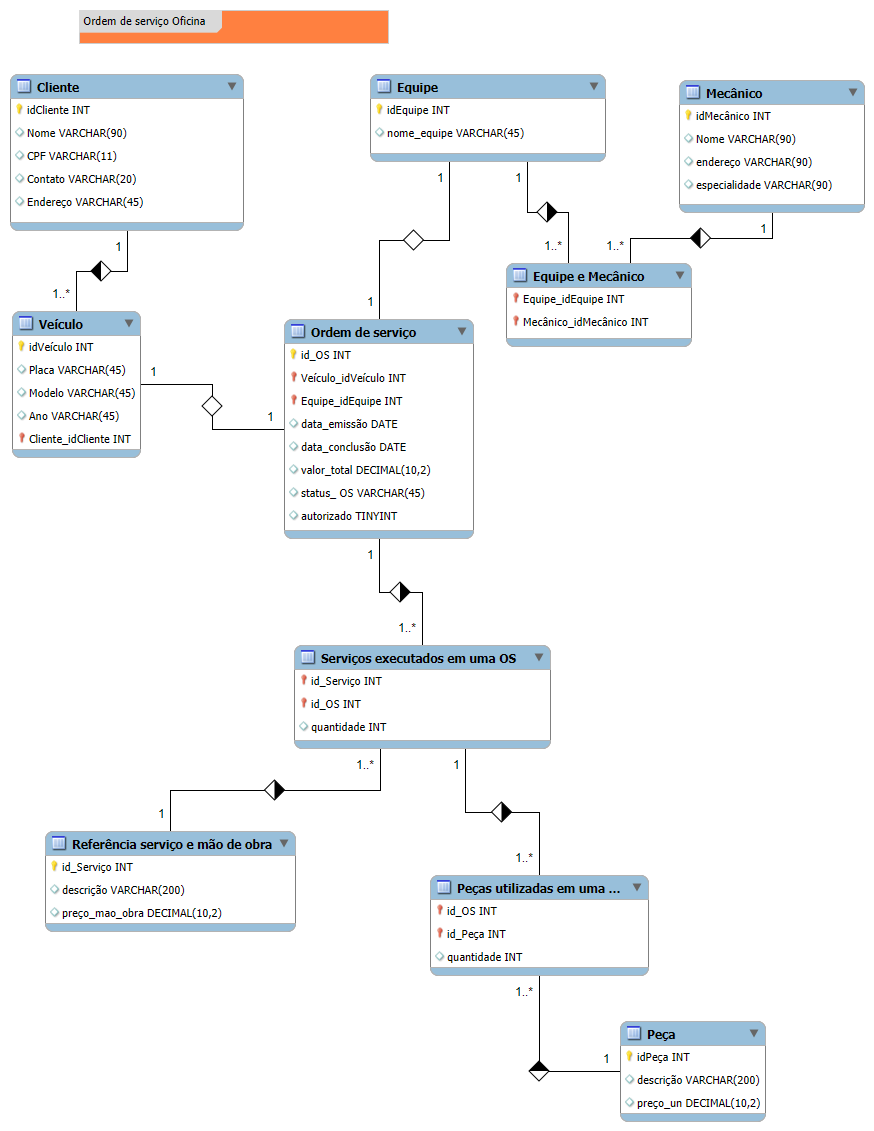 Ordem de serviço Oficina
Cliente
idCliente INT
Nome VARCHAR(90)
CPF VARCHAR(11)
Contato VARCHAR(20)
Endereço VARCHAR(45)
Equipe
idEquipe INT
nome_equipe VARCHAR(45)
Mecânico
idMecânico INT
Nome VARCHAR(90)
endereço VARCHAR(90)
especialidade VARCHAR(90)
1
1..*
1
1
1
1..*
1
1..*
Equipe e Mecânico
Equipe_idEquipe INT
Mecânico_idMecânico INT
Veículo
idVeículo INT
Placa VARCHAR(45)
Modelo VARCHAR(45)
Ano VARCHAR(45)
Cliente_idCliente INT
1
1
Ordem de serviço
id_OS INT
Veículo_idVeículo INT
Equipe_idEquipe INT
data_emissão DATE
data_conclusão DATE
valor_total DECIMAL(10,2)
status_ OS VARCHAR(45)
autorizado TINYINT
1
1..*
Serviços executados em uma OS
id_Serviço INT
id_OS INT
quantidade INT
1..*
1
1
1..*
Referência serviço e mão de obra
id_Serviço INT
descrição VARCHAR(200)
preço_mao_obra DECIMAL(10,2)
Peças utilizadas em uma ...
id_OS INT
id_Peça INT
quantidade INT
1..*
1
Peça
idPeça INT
descrição VARCHAR(200)
preço_un DECIMAL(10,2)